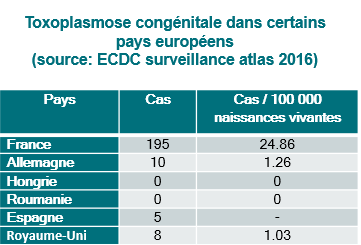 Toxoplasmose congénitale dans certains
pays européens
(source: ECDC surveillance atlas 2016)
Pays Cas Cas / 100 000
naissances vivantes
France 195 24.86
Allemagne 10 1.26
Hongrie 0 0
Roumanie 0 0
Espagne 5 -
Royaume-Uni 8 1.03